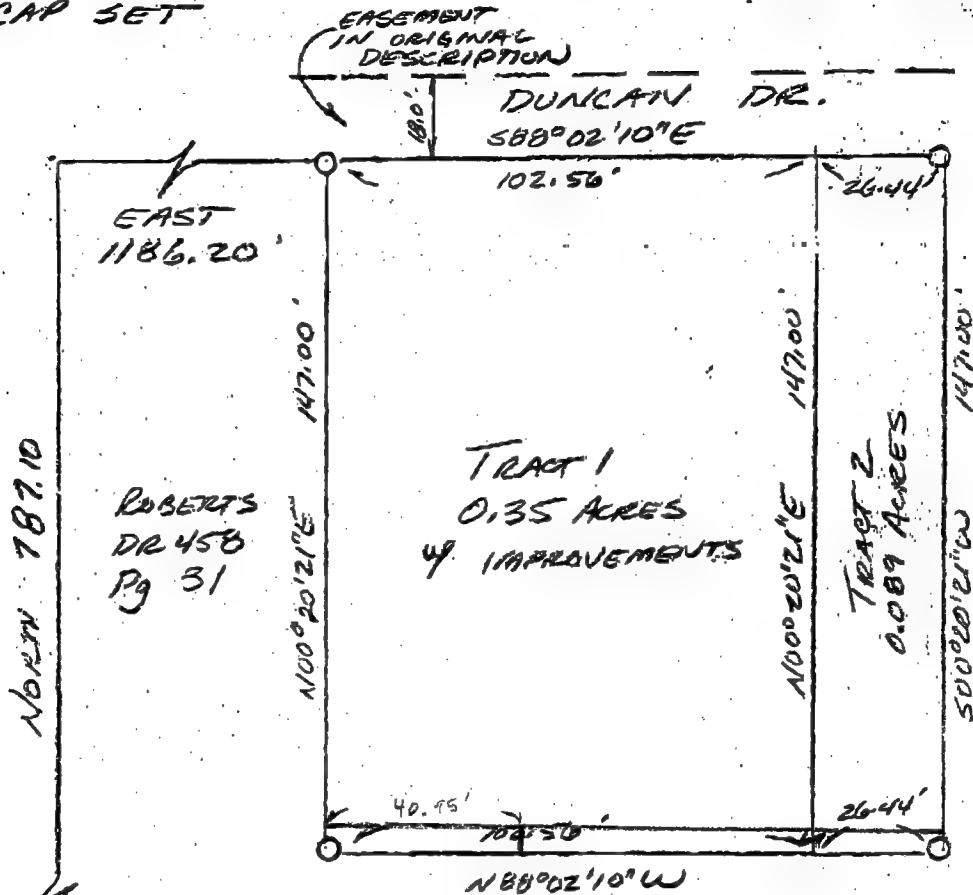 CAP SET
EASEMENT
IN ORIGINAL
DESCRIPTION
18.0'
DUNCAN DR.
S88°02'10"E
102.56'
26.44'
EAST
1186.20'
NORTH 787.10
ROBERTS
DR 458
Pg 31
147.00'
N00°20'21"E
TRACT 1
0.35 ACRES
w/ IMPROVEMENTS
147.00'
N00°20'21"E
TRACT 2
0.089 ACRES
147.00'
S00°20'21"W
40.95'
102.56'
26.44'
N88°02'10"W